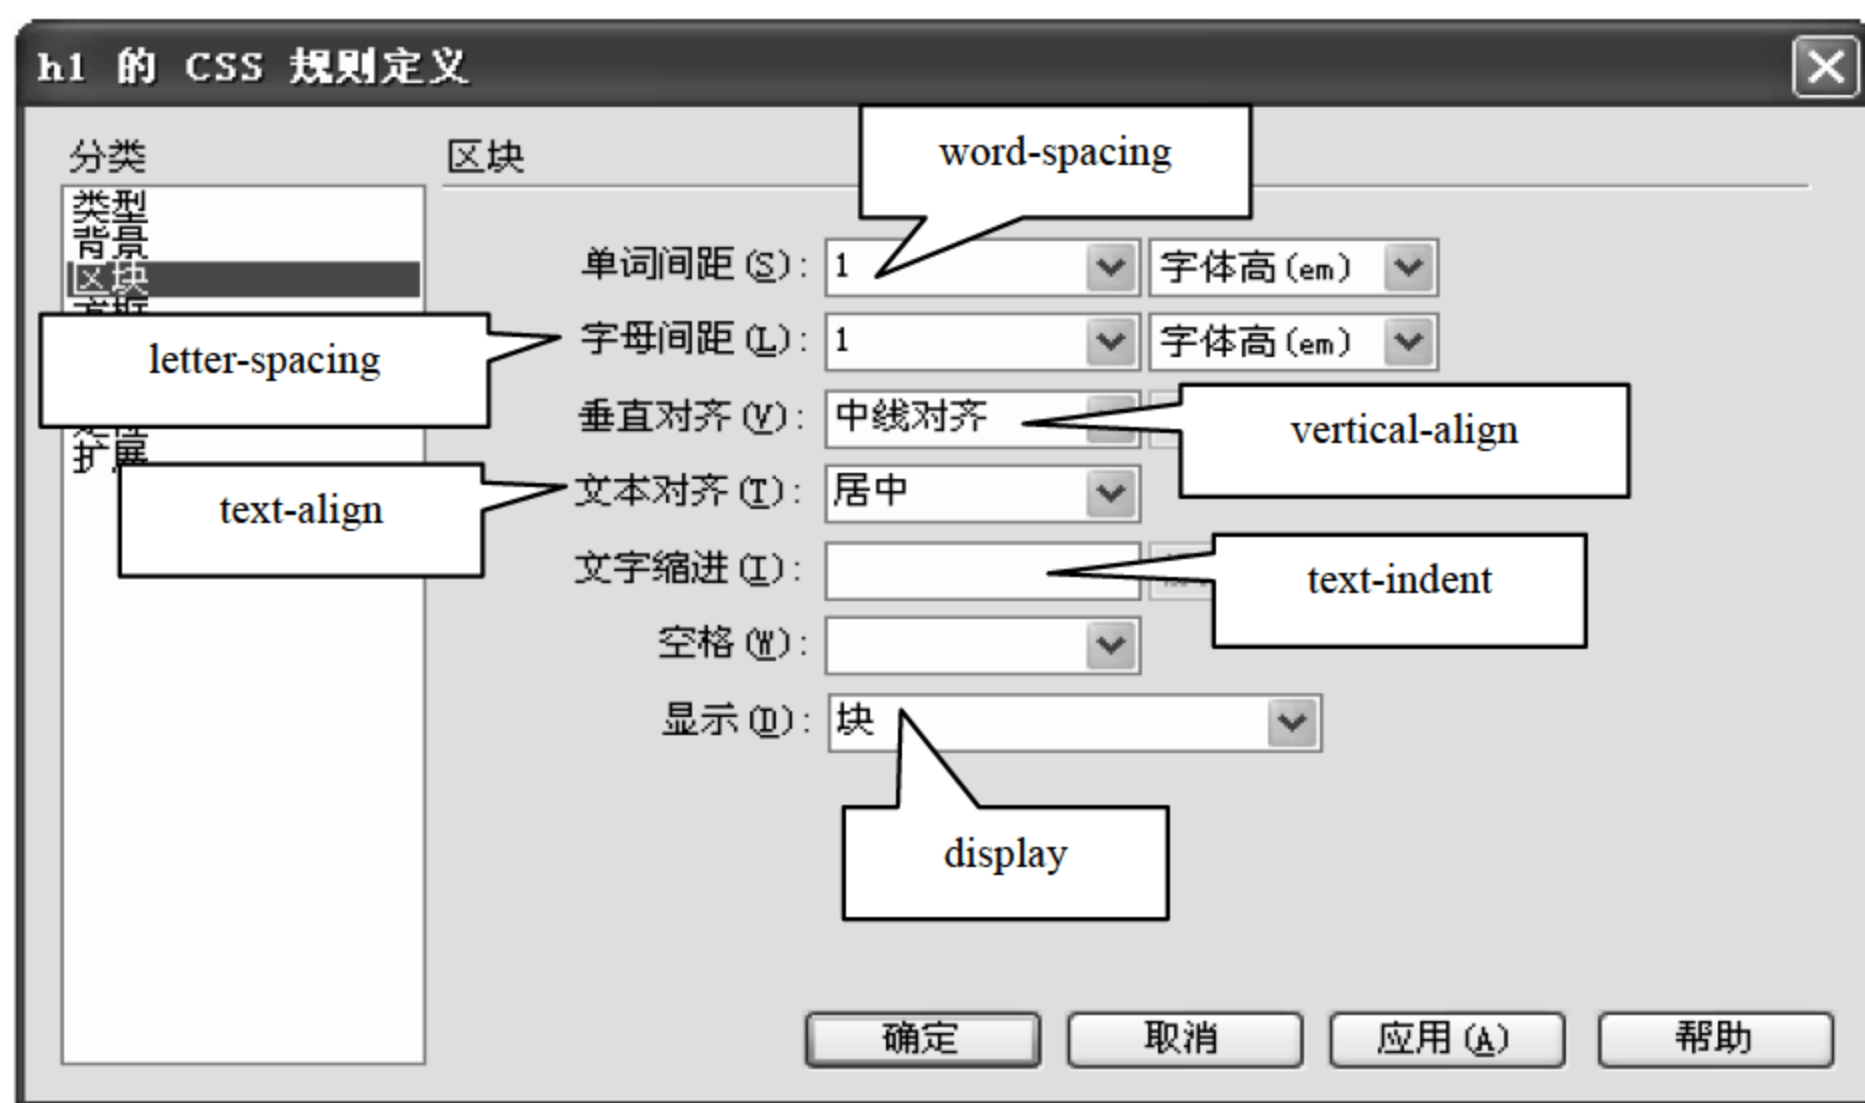 h1 的 CSS 规则定义
分类
类型
背景
区块
扩展
区块
word-spacing
单词间距(S): 1 字体高(em)
letter-spacing
字母间距(L): 1 字体高(em)
垂直对齐(V): 中线对齐
vertical-align
text-align
文本对齐(T): 居中
文字缩进(I):
text-indent
空格(W):
显示(D): 块
display
确定 取消 应用(A) 帮助